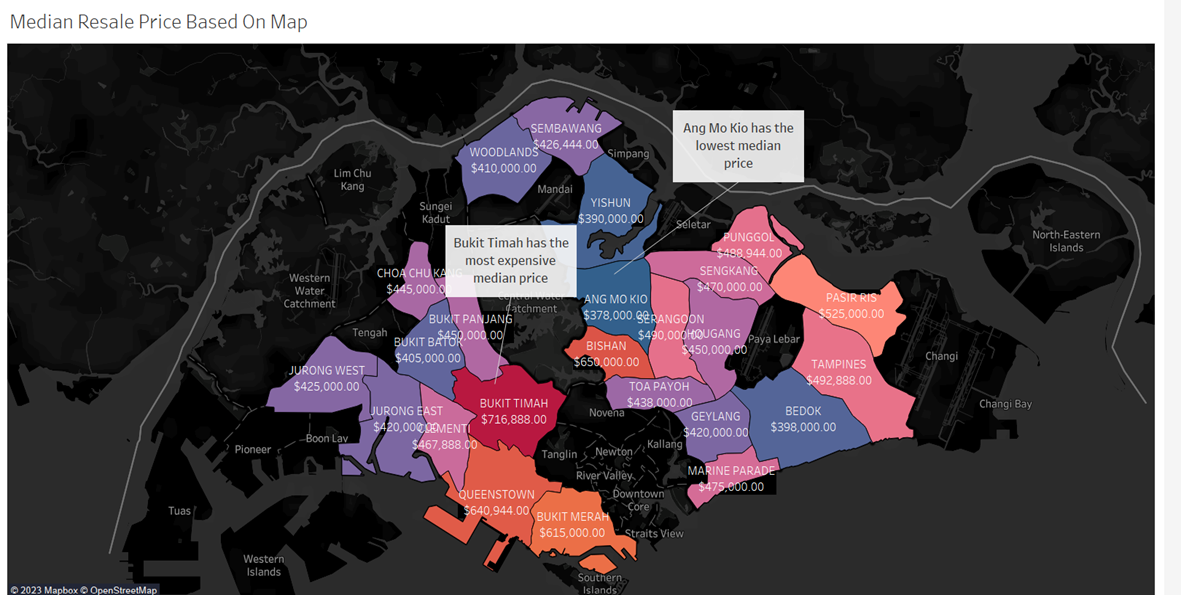 Median Resale Price Based On Map
SEMBAWANG
$426,444.00
WOODLANDS
$410,000.00
Simpang
Ang Mo Kio has the
lowest median
price
Lim Chu
Kang
Mandai
YISHUN
$390,000.00
Sungei
Kadut
Seletar
North-Eastern
Islands
Bukit Timah has the
most expensive
median price
PUNGGOL
$488,944.00
CHOA CHU KANG
$445,000.00
Western
Water
Catchment
SENGKANG
$470,000.00
Central Water
Catchment
ANG MO KIO
$378,000.00
PASIR RIS
$525,000.00
BUKIT PANJANG
$450,000.00
SERANGOON
$490,000.00
HOUGANG
$450,000.00
Paya Lebar
Tengah
BUKIT BATOK
$405,000.00
BISHAN
$650,000.00
Changi
JURONG WEST
$425,000.00
TAMPINES
$492,888.00
TOA PAYOH
$438,000.00
BUKIT TIMAH
$716,888.00
Changi Bay
JURONG EAST
$420,000.00
CLEMENTI
$467,888.00
Novena
GEYLANG
$420,000.00
BEDOK
$398,000.00
Boon Lay
Pioneer
Kallang
Tanglin
Newton
MARINE PARADE
$475,000.00
River Valley
QUEENSTOWN
$640,944.00
Downtown
Core
Tuas
BUKIT MERAH
$615,000.00
Straits View
Western
Islands
Southern
Islands
© 2023 Mapbox © OpenStreetMap